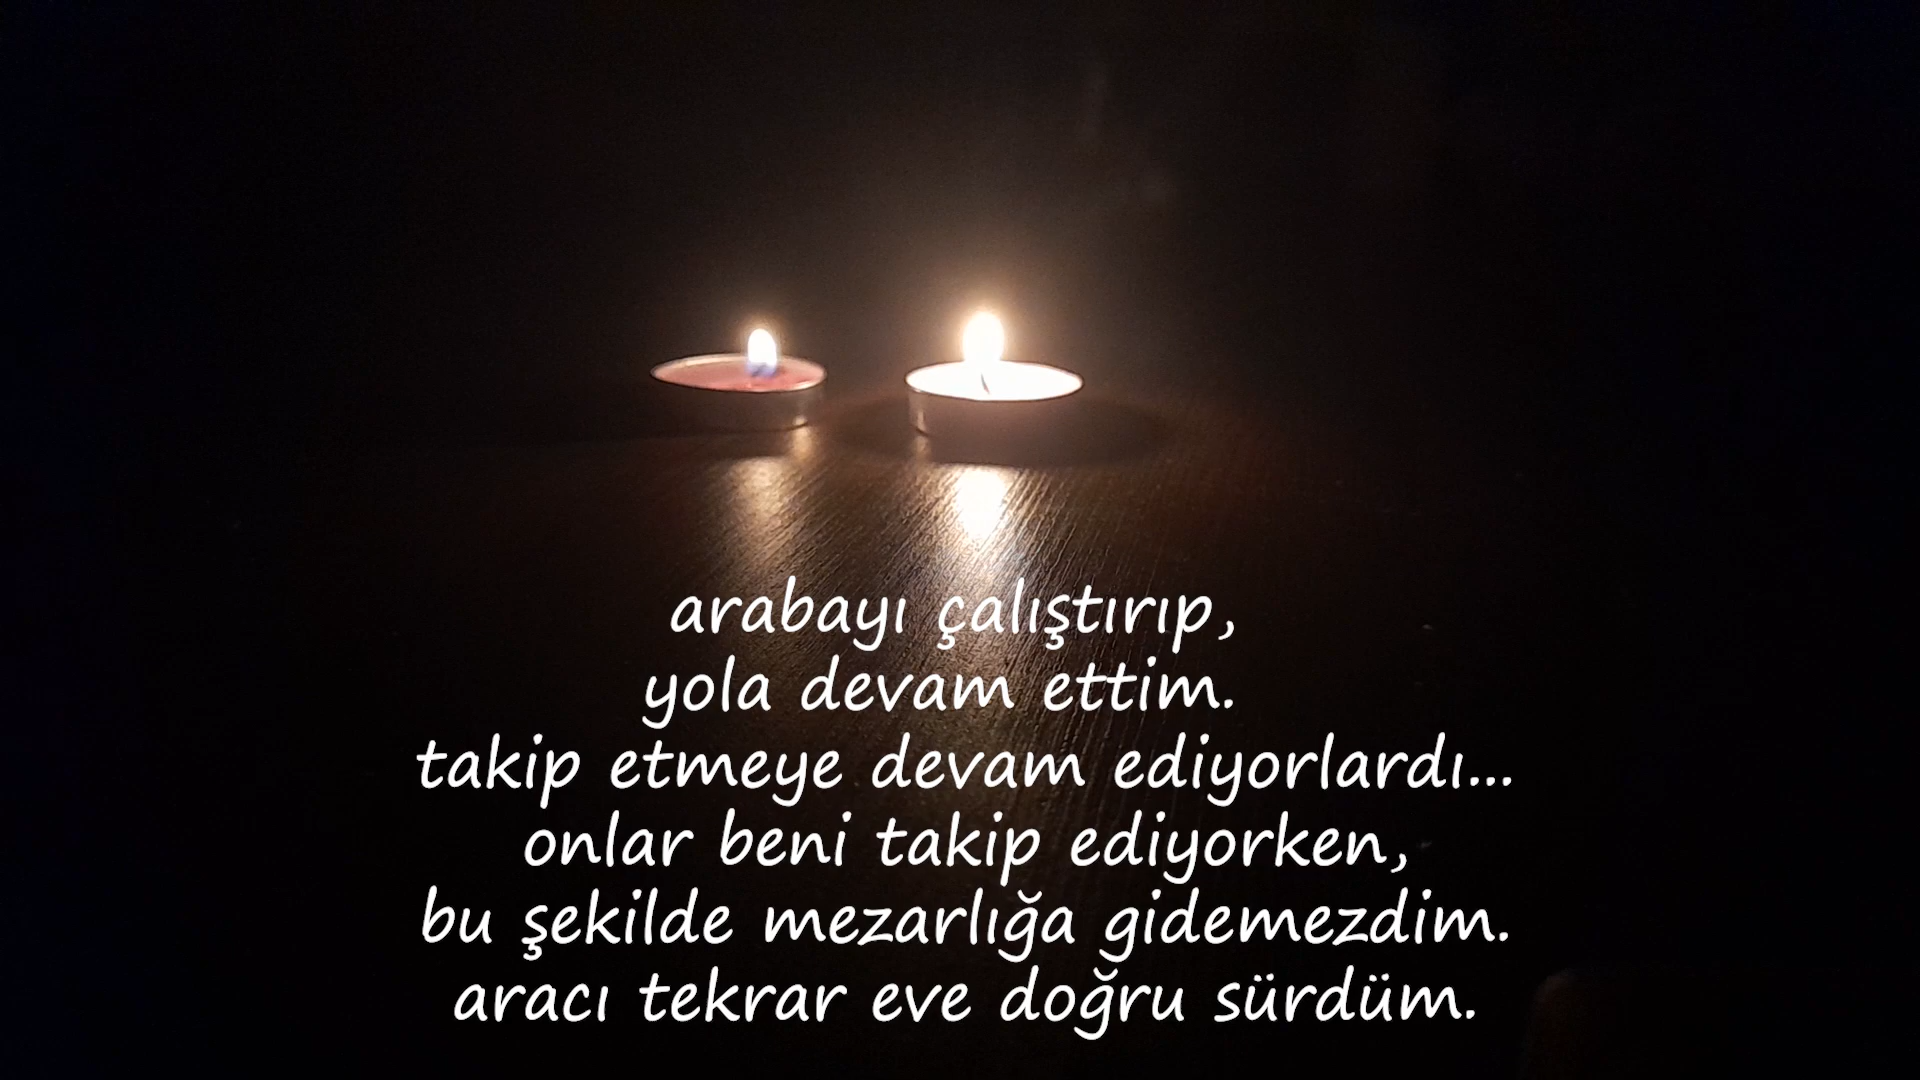 arabayı çalıştırıp,
yola devam ettim.
takip etmeye devam ediyorlardı...
onlar beni takip ediyorken,
bu şekilde mezarlığa gidemezdim.
aracı tekrar eve doğru sürdüm.